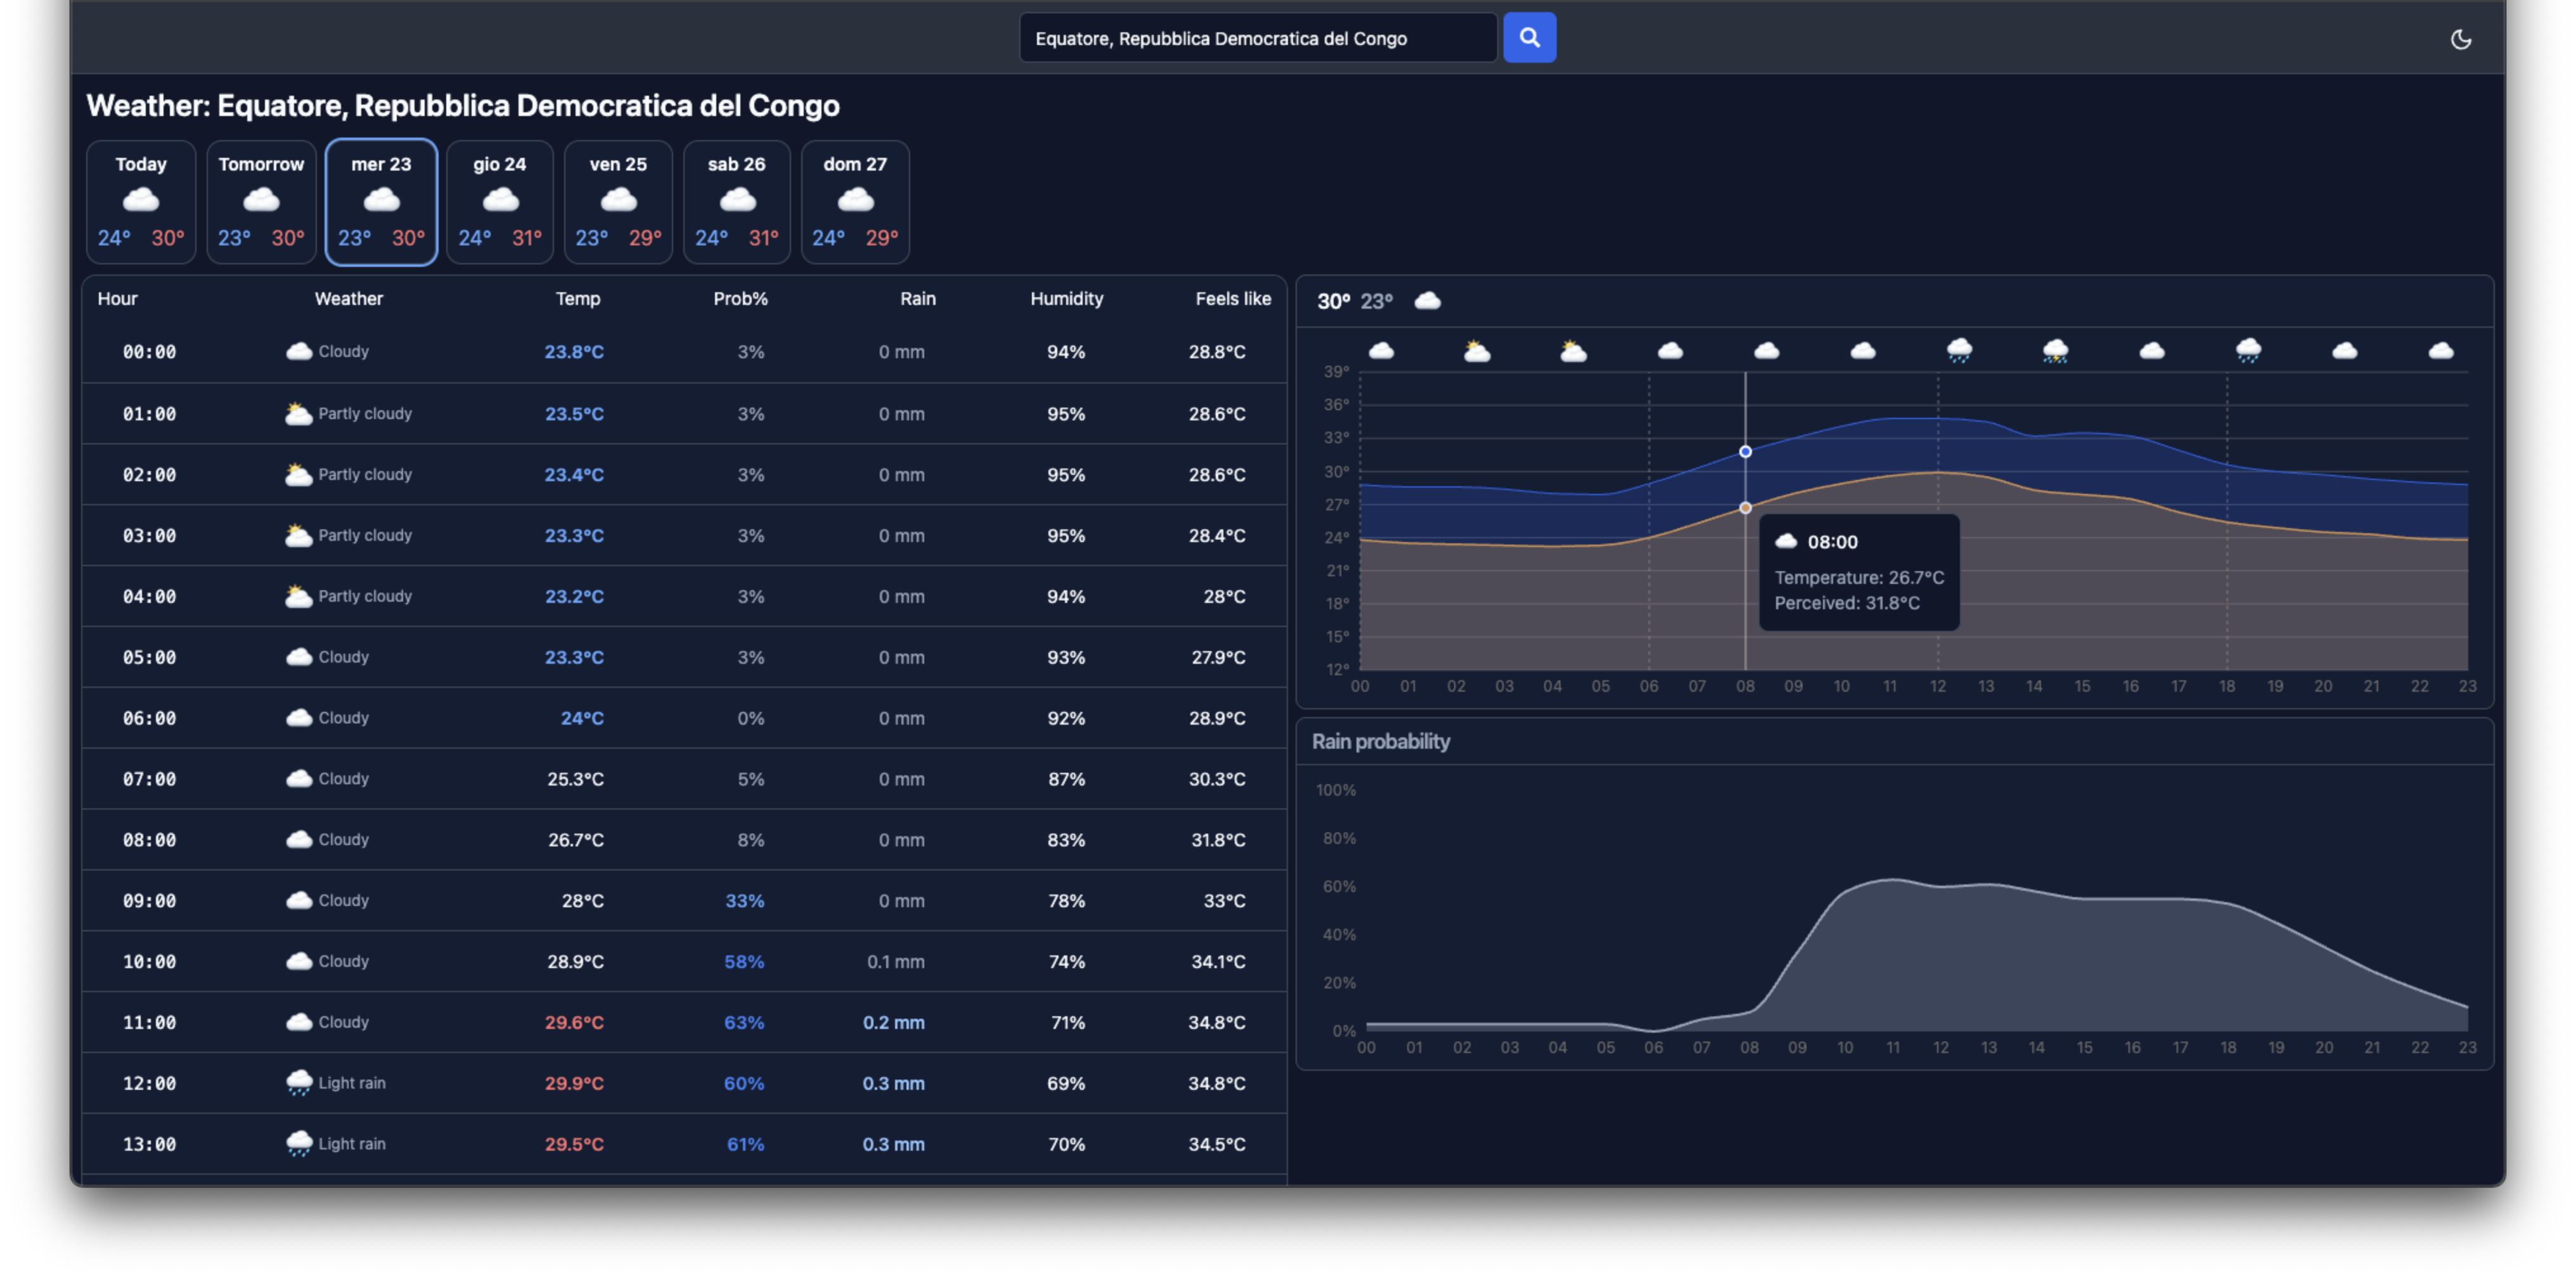 Equatore, Repubblica Democratica del Congo
Weather: Equatore, Repubblica Democratica del Congo
Today Tomorrow mer 23 gio 24 ven 25 sab 26 dom 27
24° 30° 23° 30° 23° 30° 24° 31° 23° 29° 24° 31° 24° 29°
Hour Weather Temp Prob% Rain Humidity Feels like
00:00 Cloudy 23.8°C 3% 0 mm 94% 28.8°C
01:00 Partly cloudy 23.5°C 3% 0 mm 95% 28.6°C
02:00 Partly cloudy 23.4°C 3% 0 mm 95% 28.6°C
03:00 Partly cloudy 23.3°C 3% 0 mm 95% 28.4°C
04:00 Partly cloudy 23.2°C 3% 0 mm 94% 28°C
05:00 Cloudy 23.3°C 3% 0 mm 93% 27.9°C
06:00 Cloudy 24°C 0% 0 mm 92% 28.9°C
07:00 Cloudy 25.3°C 5% 0 mm 87% 30.3°C
08:00 Cloudy 26.7°C 8% 0 mm 83% 31.8°C
09:00 Cloudy 28°C 33% 0 mm 78% 33°C
10:00 Cloudy 28.9°C 58% 0.1 mm 74% 34.1°C
11:00 Cloudy 29.6°C 63% 0.2 mm 71% 34.8°C
12:00 Light rain 29.9°C 60% 0.3 mm 69% 34.8°C
13:00 Light rain 29.5°C 61% 0.3 mm 70% 34.5°C
30° 23°
39°
36°
33°
30°
27°
24°
21°
18°
15°
12°
08:00
Temperature: 26.7°C
Perceived: 31.8°C
00 01 02 03 04 05 06 07 08 09 10 11 12 13 14 15 16 17 18 19 20 21 22 23
Rain probability
100%
80%
60%
40%
20%
0%
00 01 02 03 04 05 06 07 08 09 10 11 12 13 14 15 16 17 18 19 20 21 22 23